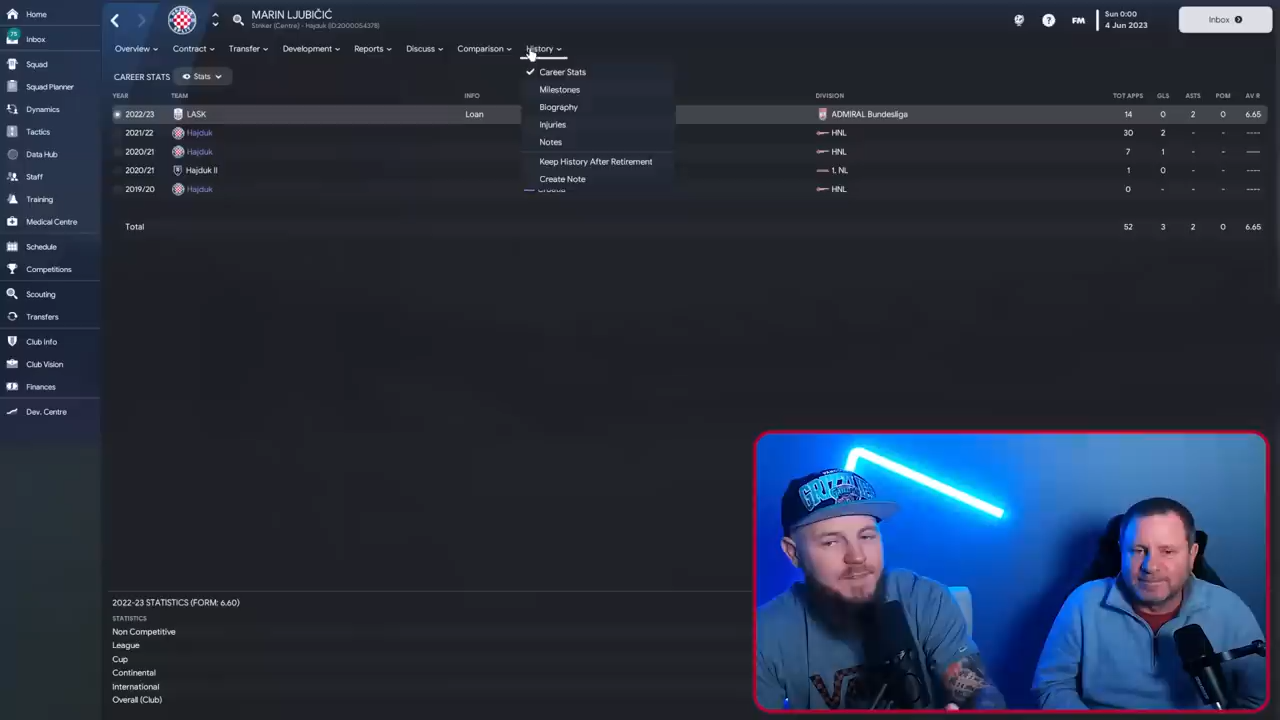 Home
75
Inbox
Squad
Squad Planner
Dynamics
Tactics
Data Hub
Staff
Training
Medical Centre
Schedule
Competitions
Scouting
Transfers
Club Info
Club Vision
Finances
Dev. Centre
MARIN LJUBIČIĆ
Striker (Centre) - Hajduk (ID:2000054378)
FM
Sun 0:00
4 Jun 2023
Inbox
Overview Contract Transfer Development Reports Discuss Comparison History
CAREER STATS Stats
Career Stats
Milestones
Biography
Injuries
Notes
Keep History After Retirement
Create Note
YEAR TEAM INFO DIVISION TOT APPS GLS ASTS POM AV R
2022/23 LASK Loan ADMIRAL Bundesliga 14 0 2 0 6.65
2021/22 Hajduk HNL 30 2 - - ----
2020/21 Hajduk HNL 7 1 - - ----
2020/21 Hajduk II 1. NL 1 0 - - ----
2019/20 Hajduk Croatia HNL 0 - - - ----
Total 52 3 2 0 6.65
2022-23 STATISTICS (FORM: 6.60)
STATISTICS
Non Competitive
League
Cup
Continental
International
Overall (Club)
GRIZZLIES